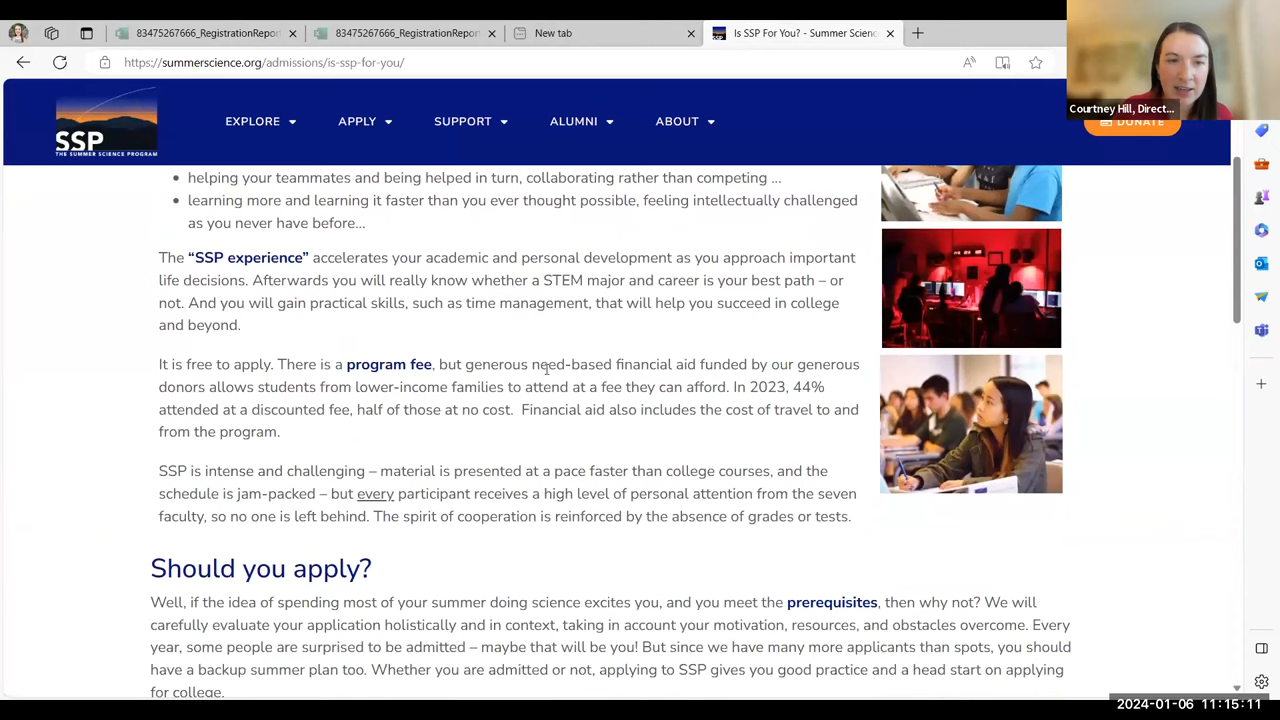 83475267666_RegistrationRepor
83475267666_RegistrationRepor
New tab
Is SSP For You? - Summer Scienc
https://summerscience.org/admissions/is-ssp-for-you/
Courtney Hill, Direct...
SSP
THE SUMMER SCIENCE PROGRAM
EXPLORE
APPLY
SUPPORT
ALUMNI
ABOUT
DONATE
helping your teammates and being helped in turn, collaborating rather than competing ...
learning more and learning it faster than you ever thought possible, feeling intellectually challenged
as you never have before...
The “SSP experience” accelerates your academic and personal development as you approach important
life decisions. Afterwards you will really know whether a STEM major and career is your best path – or
not. And you will gain practical skills, such as time management, that will help you succeed in college
and beyond.
It is free to apply. There is a program fee, but generous need-based financial aid funded by our generous
donors allows students from lower-income families to attend at a fee they can afford. In 2023, 44%
attended at a discounted fee, half of those at no cost. Financial aid also includes the cost of travel to and
from the program.
SSP is intense and challenging – material is presented at a pace faster than college courses, and the
schedule is jam-packed – but every participant receives a high level of personal attention from the seven
faculty, so no one is left behind. The spirit of cooperation is reinforced by the absence of grades or tests.
Should you apply?
Well, if the idea of spending most of your summer doing science excites you, and you meet the prerequisites, then why not? We will
carefully evaluate your application holistically and in context, taking in account your motivation, resources, and obstacles overcome. Every
year, some people are surprised to be admitted – maybe that will be you! But since we have many more applicants than spots, you should
have a backup summer plan too. Whether you are admitted or not, applying to SSP gives you good practice and a head start on applying
for college.
2024-01-06 11:15:11